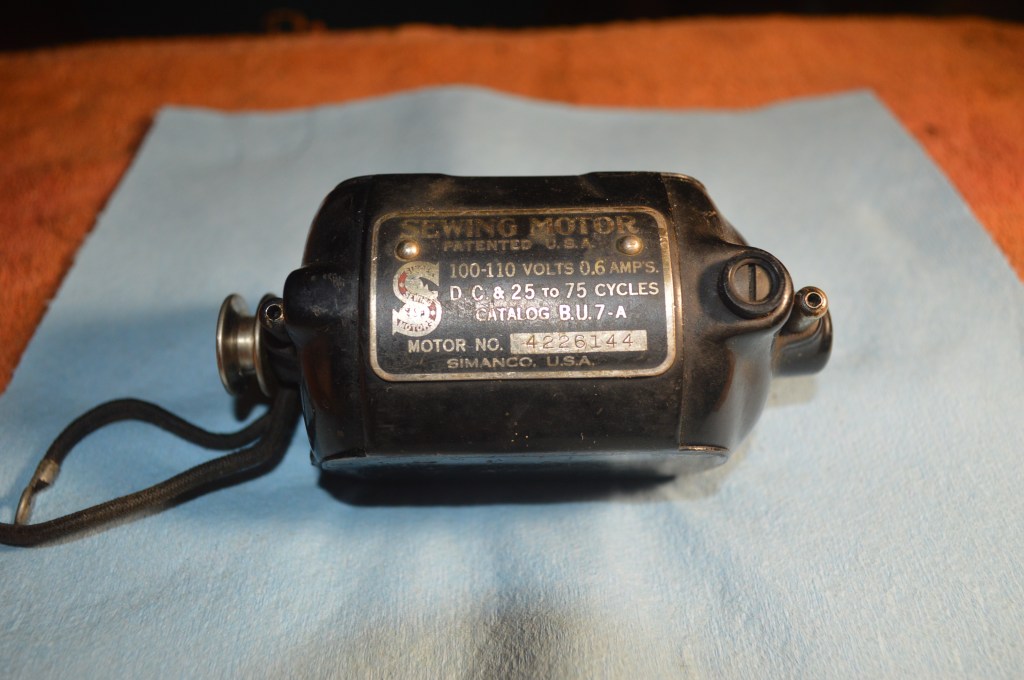 SEWING MOTOR
PATENTED U.S.A.
100-110 VOLTS 0.6 AMP'S.
D.C. & 25 TO 75 CYCLES
CATALOG B.U.7-A
MOTOR NO. 4226144
SIMANCO, U.S.A.
MOTORS